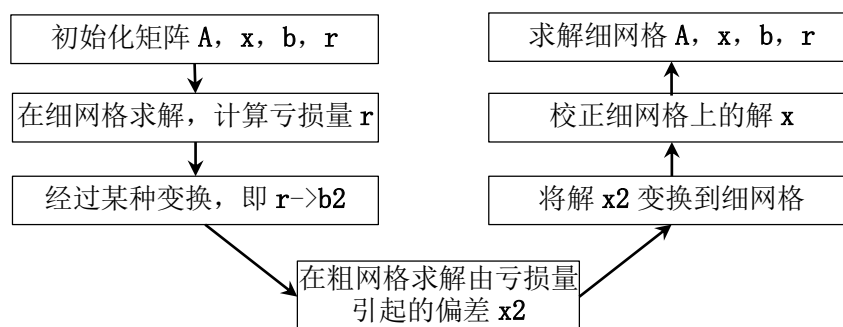 初始化矩阵 A，x，b，r
在细网格求解，计算亏损量 r
经过某种变换，即 r->b2
在粗网格求解由亏损量
引起的偏差 x2
将解 x2 变换到细网格
校正细网格上的解 x
求解细网格 A，x，b，r